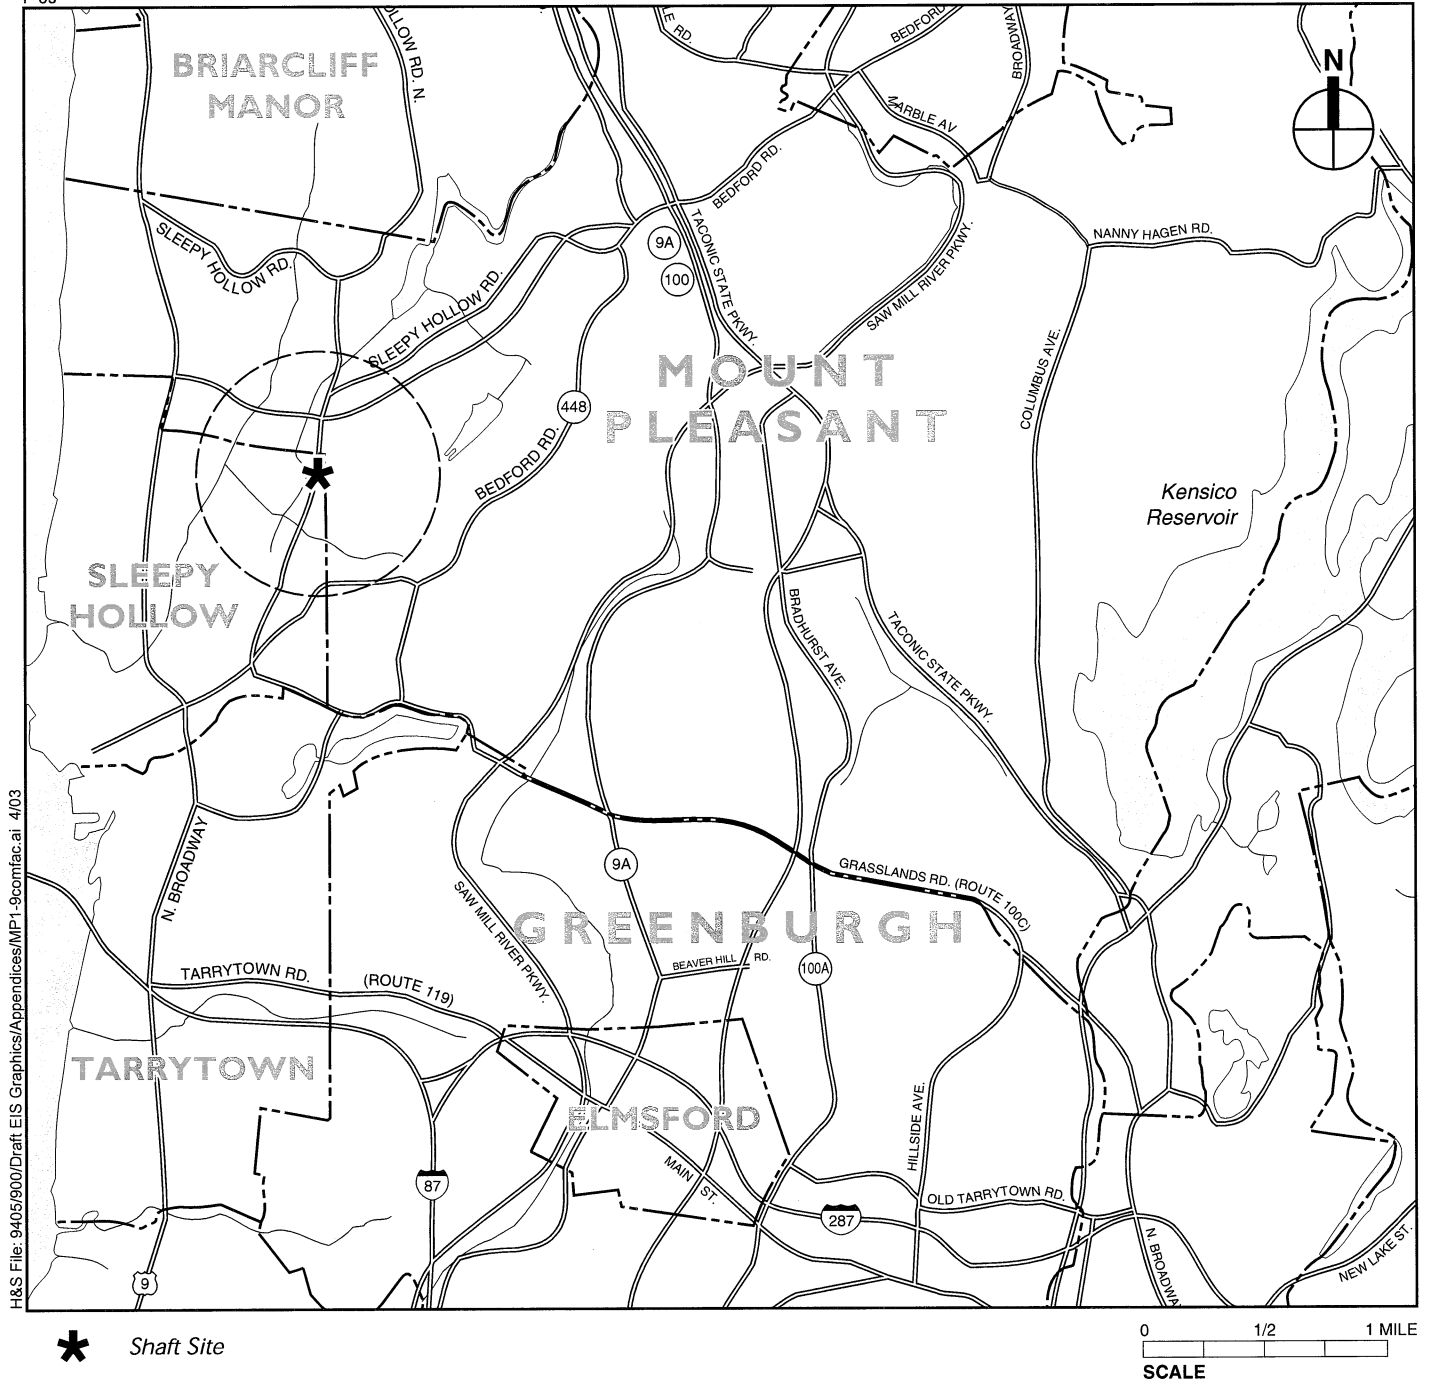 HOLLOW RD. N.
LE RD.
BEDFORD
BROADWAY
BRIARCLIFF
MANOR
N
MARBLE AV
BEDFORD RD.
SLEEPY HOLLOW RD.
9A
TACONIC STATE PKWY.
NANNY HAGEN RD.
100
SAW MILL RIVER PKWY.
SLEEPY HOLLOW RD.
MOUNT
PLEASANT
COLUMBUS AVE.
448
BEDFORD RD.
Kensico
Reservoir
SLEEPY
HOLLOW
BRADHURST AVE.
TACONIC STATE PKWY.
N. BROADWAY
9A
GRASSLANDS RD. (ROUTE 100C)
SAW MILL RIVER PKWY.
GREENBURGH
BEAVER HILL RD.
100A
TARRYTOWN RD. (ROUTE 119)
TARRYTOWN
ELMSFORD
HILLSIDE AVE.
MAIN ST.
87
OLD TARRYTOWN RD.
287
N. BROADWA
NEW LAKE ST.
9
H&S File: 9405/900/Draft EIS Graphics/Appendices/MP1-9comfac.ai 4/03
Shaft Site
0 1/2 1 MILE
SCALE